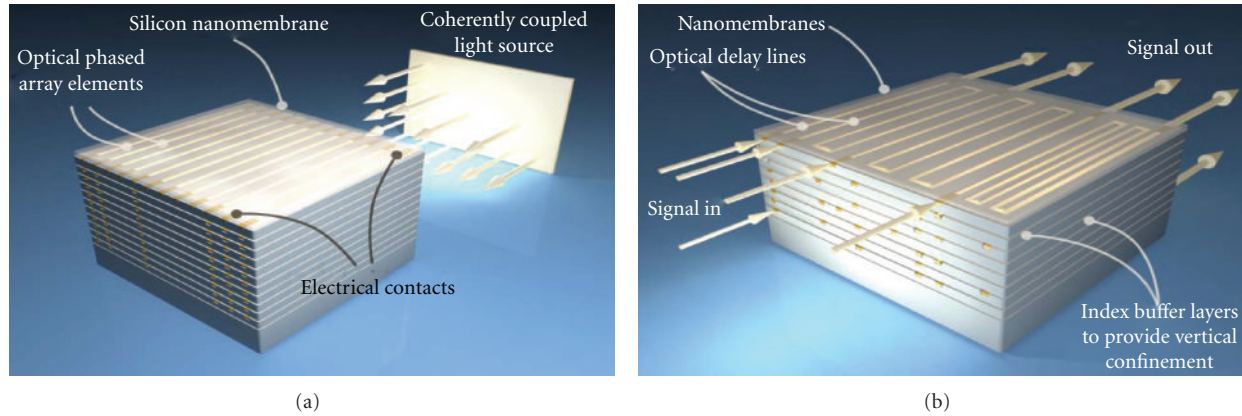 Silicon nanomembrane
Coherently coupled
light source
Optical phased
array elements
Electrical contacts
(a)
Nanomembranes
Optical delay lines
Signal out
Signal in
Index buffer layers
to provide vertical
confinement
(b)